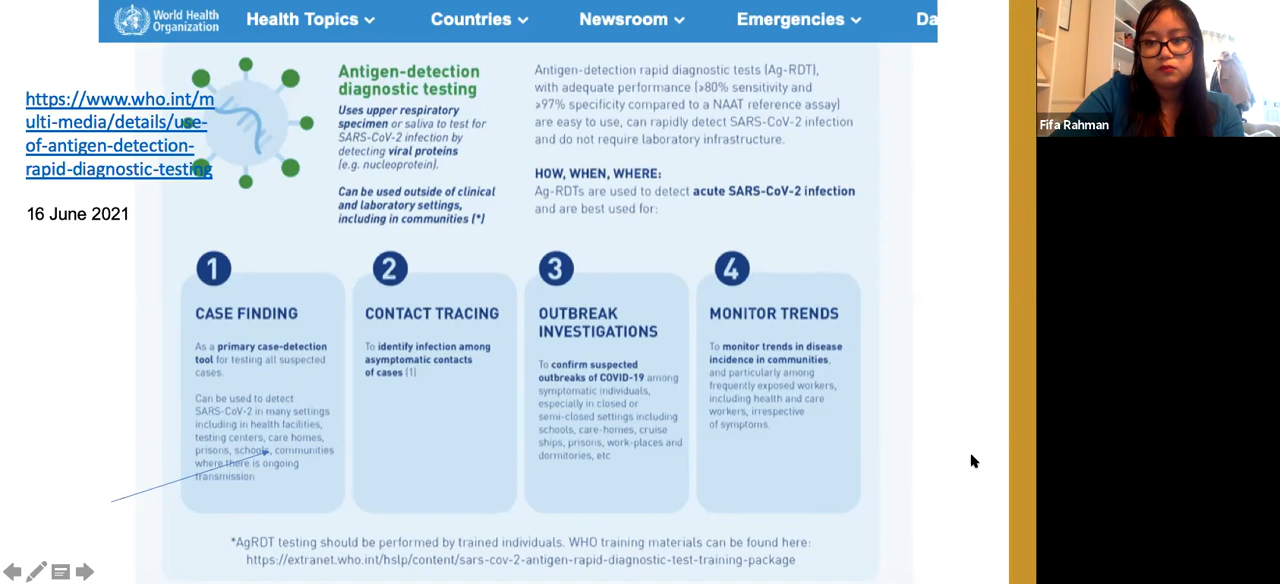 World Health
Organization
Health Topics
Countries
Newsroom
Emergencies
Da
https://www.who.int/m
ulti-media/details/use-
of-antigen-detection-
rapid-diagnostic-testing
16 June 2021
Antigen-detection
diagnostic testing
Uses upper respiratory
specimen or saliva to test for
SARS-CoV-2 infection by
detecting viral proteins
(e.g. nucleoprotein).
Can be used outside of clinical
and laboratory settings,
including in communities (*)
Antigen-detection rapid diagnostic tests (Ag-RDT),
with adequate performance (≥80% sensitivity and
≥97% specificity compared to a NAAT reference assay)
are easy to use, can rapidly detect SARS-CoV-2 infection
and do not require laboratory infrastructure.
HOW, WHEN, WHERE:
Ag-RDTs are used to detect acute SARS-CoV-2 infection
and are best used for:
1
CASE FINDING
As a primary case-detection
tool for testing all suspected
cases.
Can be used to detect
SARS-CoV-2 in many settings
including in health facilities,
testing centers, care homes,
prisons, schools, communities
where there is ongoing
transmission
2
CONTACT TRACING
To identify infection among
asymptomatic contacts
of cases (1)
3
OUTBREAK
INVESTIGATIONS
To confirm suspected
outbreaks of COVID-19 among
symptomatic individuals,
especially in closed or
semi-closed settings including
schools, care-homes, cruise
ships, prisons, work-places and
dormitories, etc
4
MONITOR TRENDS
To monitor trends in disease
incidence in communities,
and particularly among
frequently exposed workers,
including health and care
workers, irrespective
of symptoms.
*AgRDT testing should be performed by trained individuals. WHO training materials can be found here:
https://extranet.who.int/hslp/content/sars-cov-2-antigen-rapid-diagnostic-test-training-package
Fifa Rahman